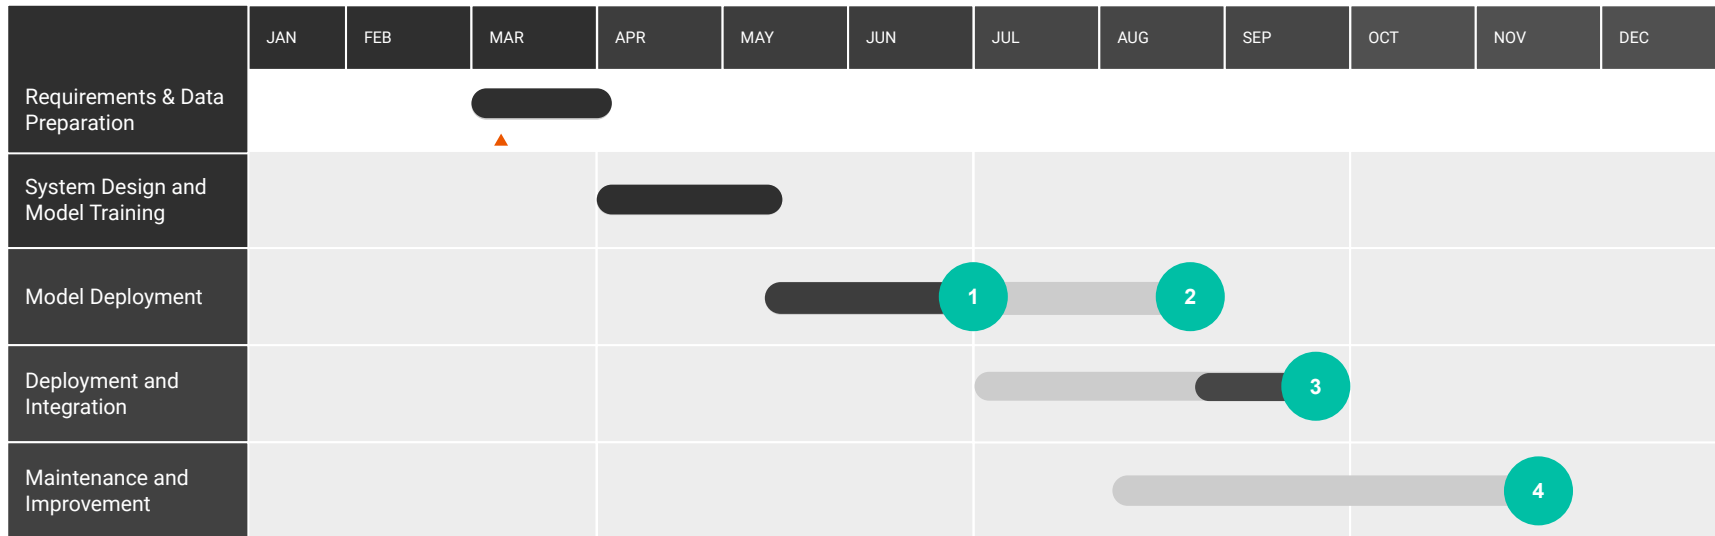 JAN FEB MAR APR MAY JUN JUL AUG SEP OCT NOV DEC
Requirements & Data
Preparation
System Design and
Model Training
Model Deployment
1 2
Deployment and
Integration
3
Maintenance and
Improvement
4